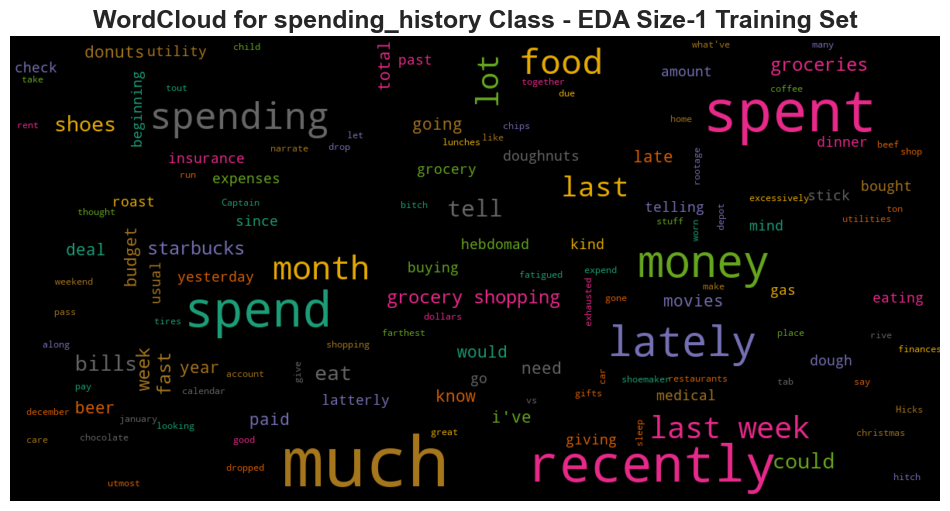 WordCloud for spending_history Class - EDA Size-1 Training Set
donuts utility child total past lot food what've many
check take together due amount groceries
beginning tout coffee
rent shoes spending let going chips home spent
narrate drop lunches like dinner beef shop
insurance doughnuts late rootage
run expenses grocery
roast Captain last excessively stick bought
thought since bitch tell telling stuff worn depot mind utilities ton
deal budget starbucks hebdomad kind
weekend usual yesterday month buying fatigued expend money make gas
pass spend grocery shopping exhausted gone movies eating
tires dollars farthest
along shopping lately place rive finances
bills week fast year would dough
account give eat go need car shoemaker restaurants tab say
pay calendar vs gifts medical
december beer january latterly know i've Hicks
looking paid christmas
care chocolate good much great giving sleep last week
dropped recently could
utmost hitch